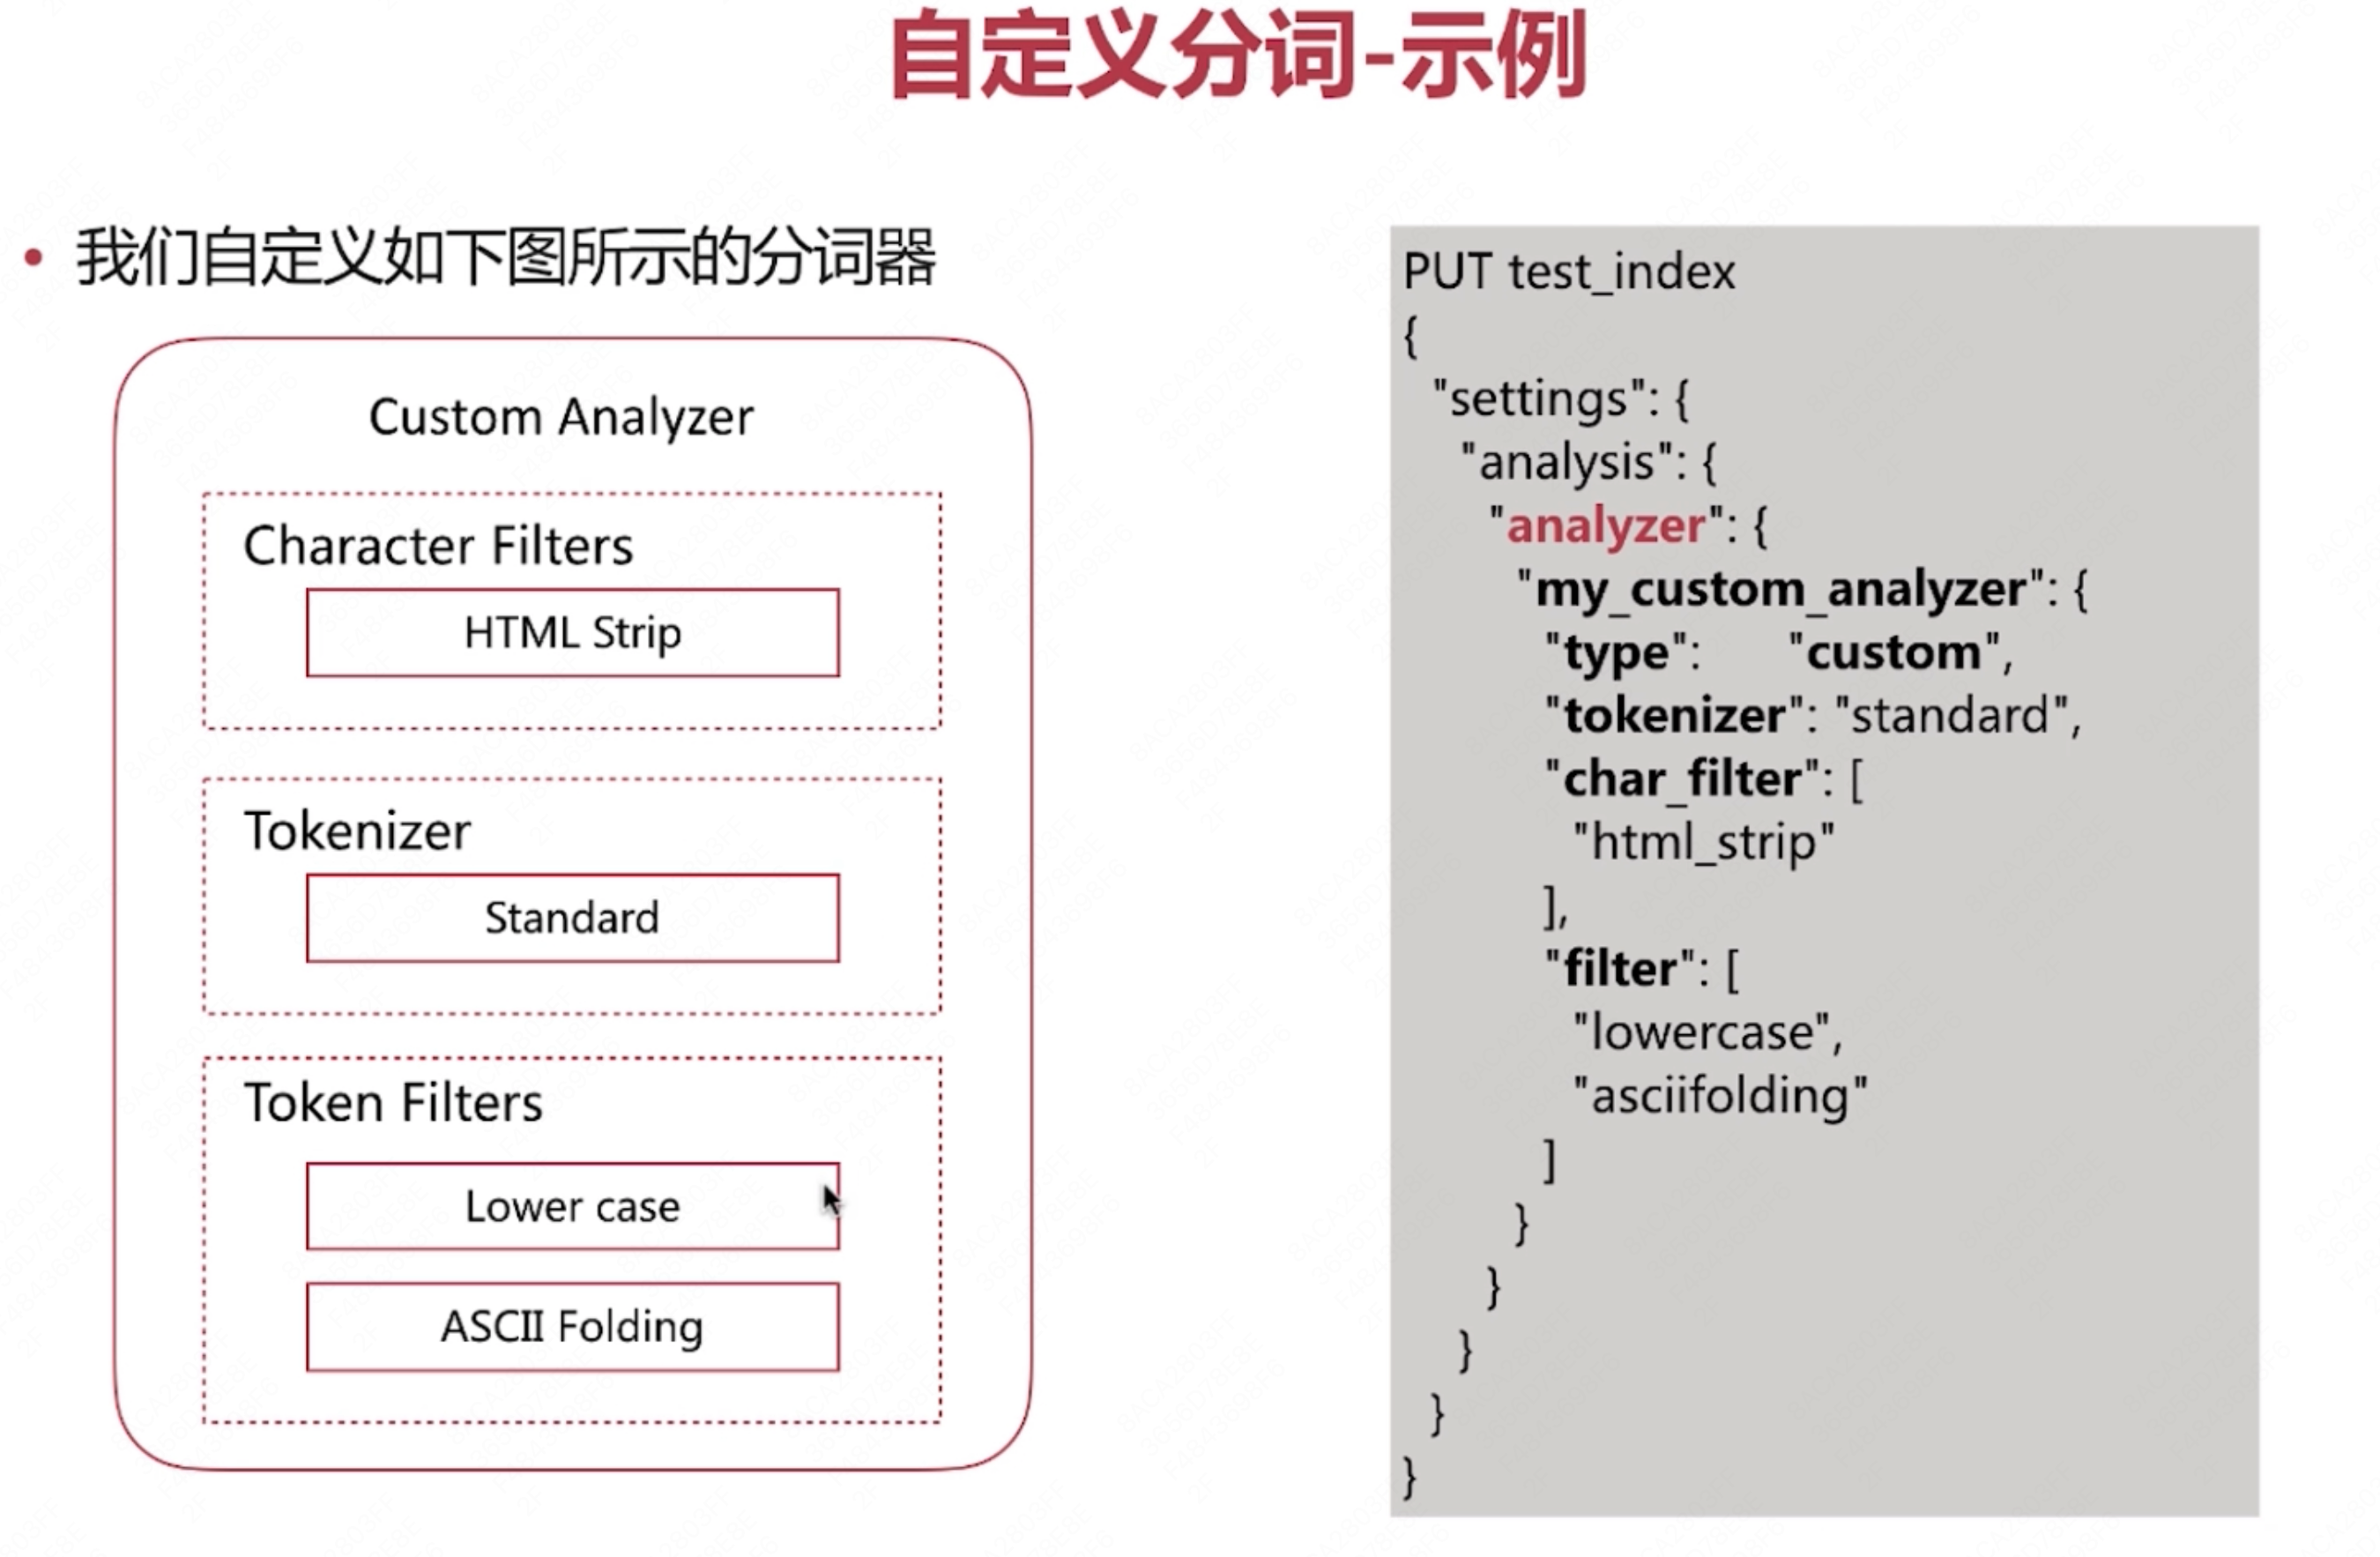 自定义分词-示例
• 我们自定义如下图所示的分词器
Custom Analyzer
Character Filters
HTML Strip
Tokenizer
Standard
Token Filters
Lower case
ASCII Folding
PUT test_index
{
"settings": {
"analysis": {
"analyzer": {
"my_custom_analyzer": {
"type": "custom",
"tokenizer": "standard",
"char_filter": [
"html_strip"
],
"filter": [
"lowercase",
"asciifolding"
]
}
}
}
}
}